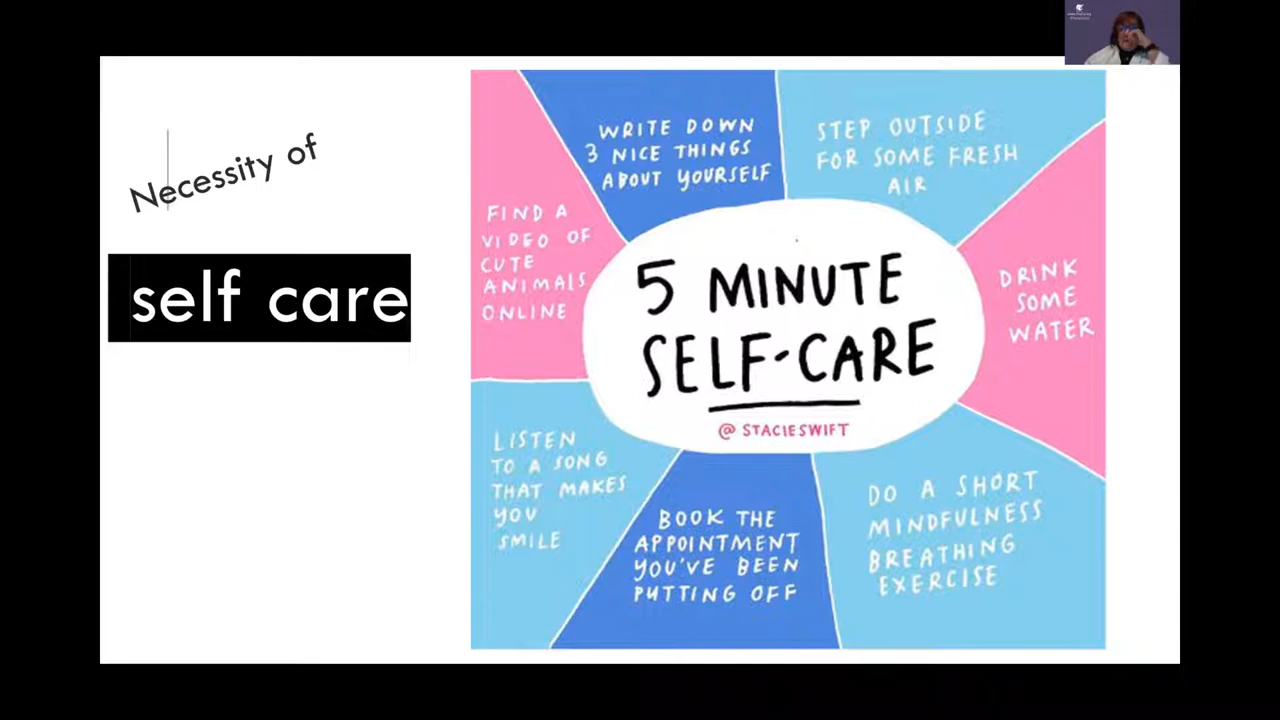 Necessity of
self care
WRITE DOWN
3 NICE THINGS
ABOUT YOURSELF
STEP OUTSIDE
FOR SOME FRESH
AIR
DRINK
SOME
WATER
DO A SHORT
MINDFULNESS
BREATHING
EXERCISE
BOOK THE
APPOINTMENT
YOU'VE BEEN
PUTTING OFF
LISTEN
TO A SONG
THAT MAKES
YOU
SMILE
FIND A
VIDEO OF
CUTE
ANIMALS
ONLINE
5 MINUTE
SELF-CARE
@ STACIESWIFT